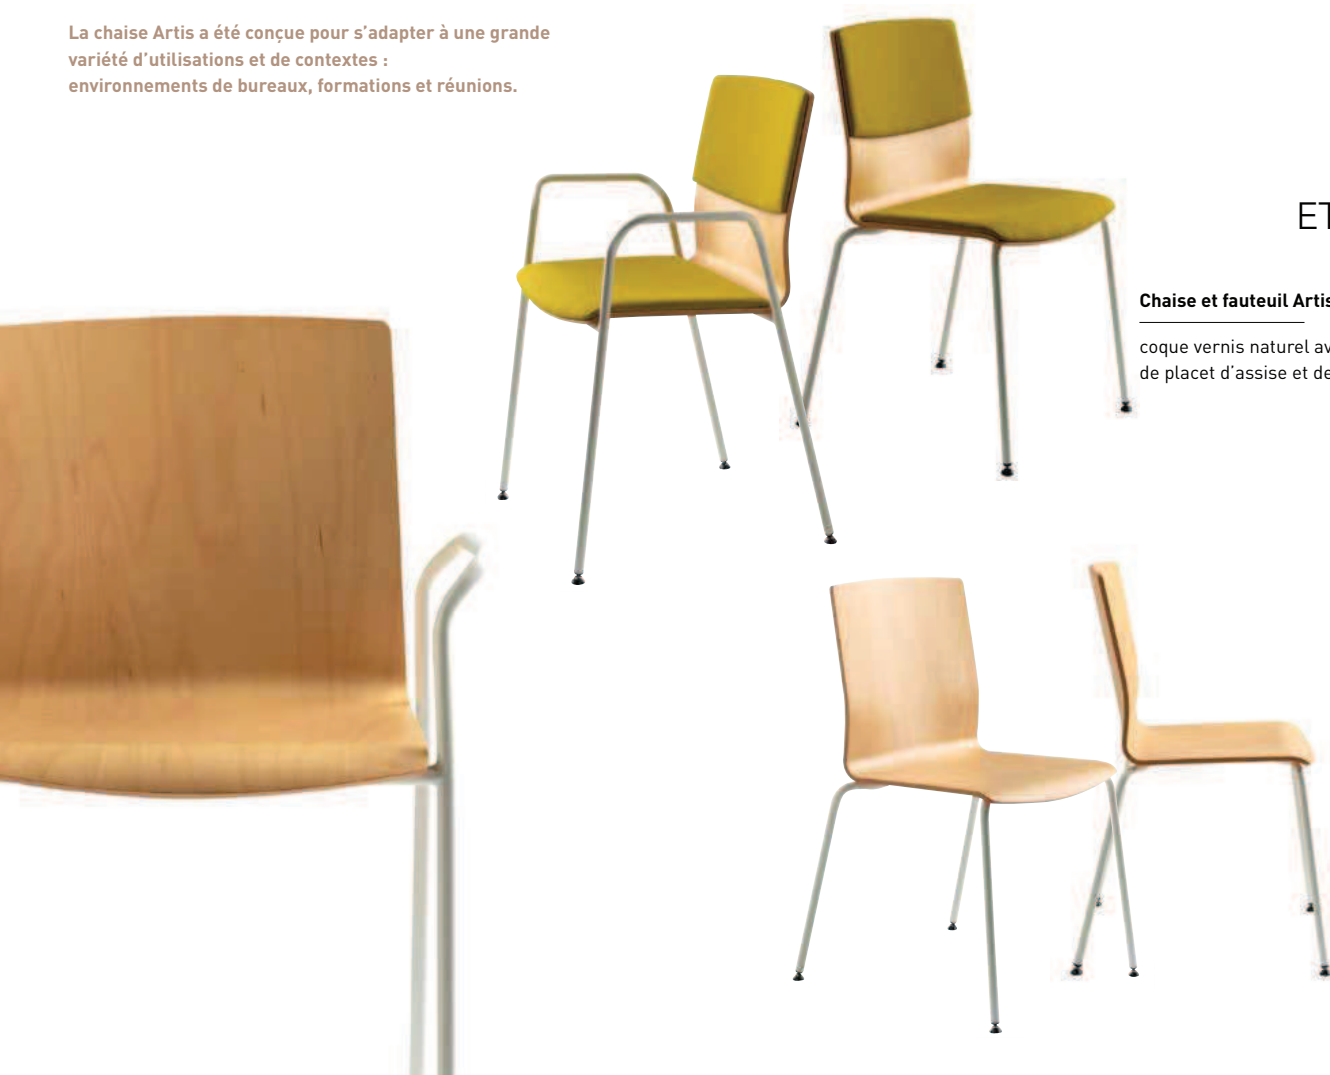 La chaise Artis a été conçue pour s’adapter à une grande
variété d’utilisations et de contextes :
environnements de bureaux, formations et réunions.
ET
Chaise et fauteuil Artis
coque vernis naturel av
de placet d’assise et de